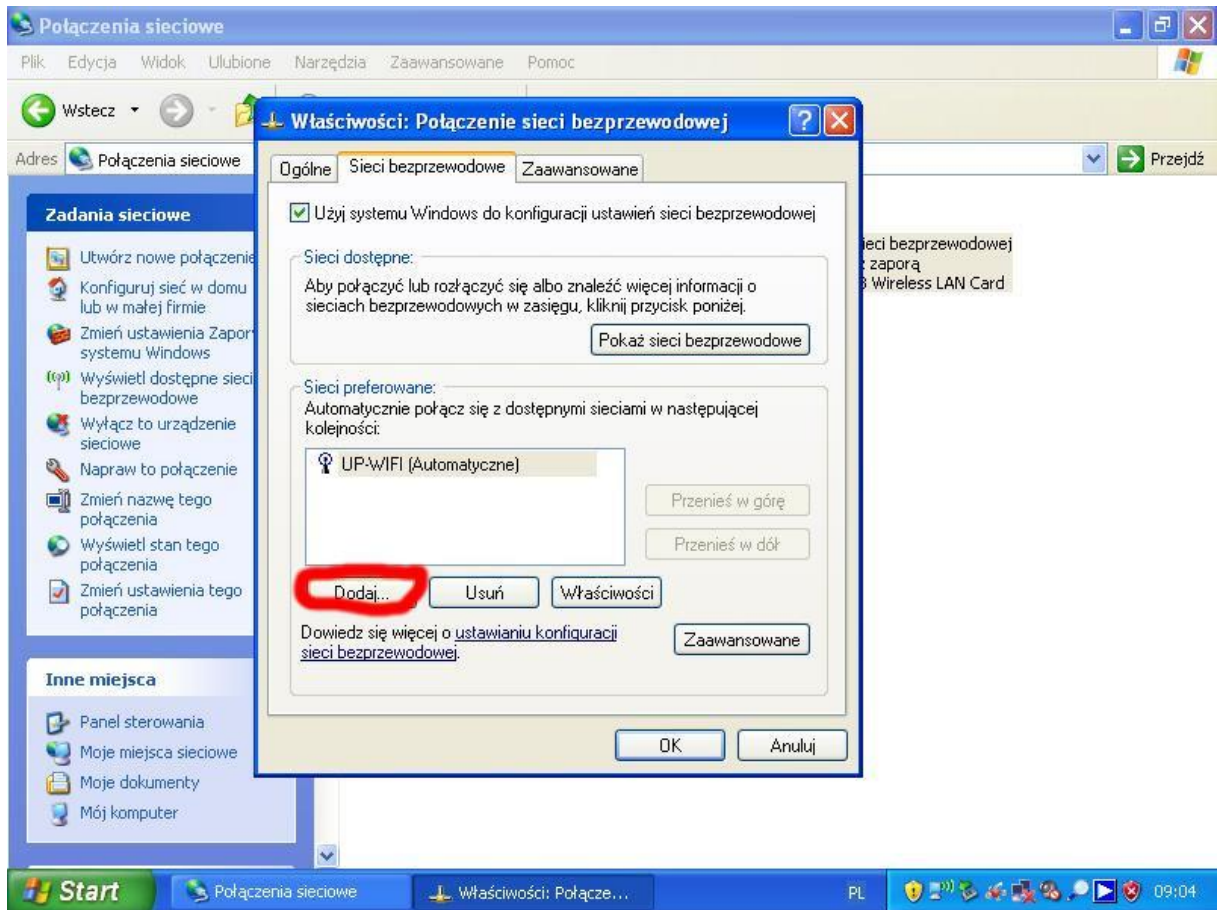 Połączenia sieciowe
Plik Edycja Widok Ulubione Narzędzia Zaawansowane Pomoc
Wstecz
Adres Połączenia sieciowe
Przejdź
Zadania sieciowe
Utwórz nowe połączenie
Konfiguruj sieć w domu
lub w małej firmie
Zmień ustawienia Zapor
systemu Windows
Wyświetl dostępne sieci
bezprzewodowe
Wyłącz to urządzenie
sieciowe
Napraw to połączenie
Zmień nazwę tego
połączenia
Wyświetl stan tego
połączenia
Zmień ustawienia tego
połączenia
Inne miejsca
Panel sterowania
Moje miejsca sieciowe
Moje dokumenty
Mój komputer
Właściwości: Połączenie sieci bezprzewodowej
Ogólne Sieci bezprzewodowe Zaawansowane
Użyj systemu Windows do konfiguracji ustawień sieci bezprzewodowej
Sieci dostępne:
Aby połączyć lub rozłączyć się albo znaleźć więcej informacji o
sieciach bezprzewodowych w zasięgu, kliknij przycisk poniżej.
Pokaż sieci bezprzewodowe
Sieci preferowane:
Automatycznie połącz się z dostępnymi sieciami w następującej
kolejności:
UP-WIFI (Automatyczne)
Przenieś w górę
Przenieś w dół
Dodaj... Usuń Właściwości
Dowiedz się więcej o ustawianiu konfiguracji
sieci bezprzewodowej.
Zaawansowane
OK Anuluj
ieci bezprzewodowej
z zaporą
Wireless LAN Card
Start Połączenia sieciowe Właściwości: Połącze... PL 09:04